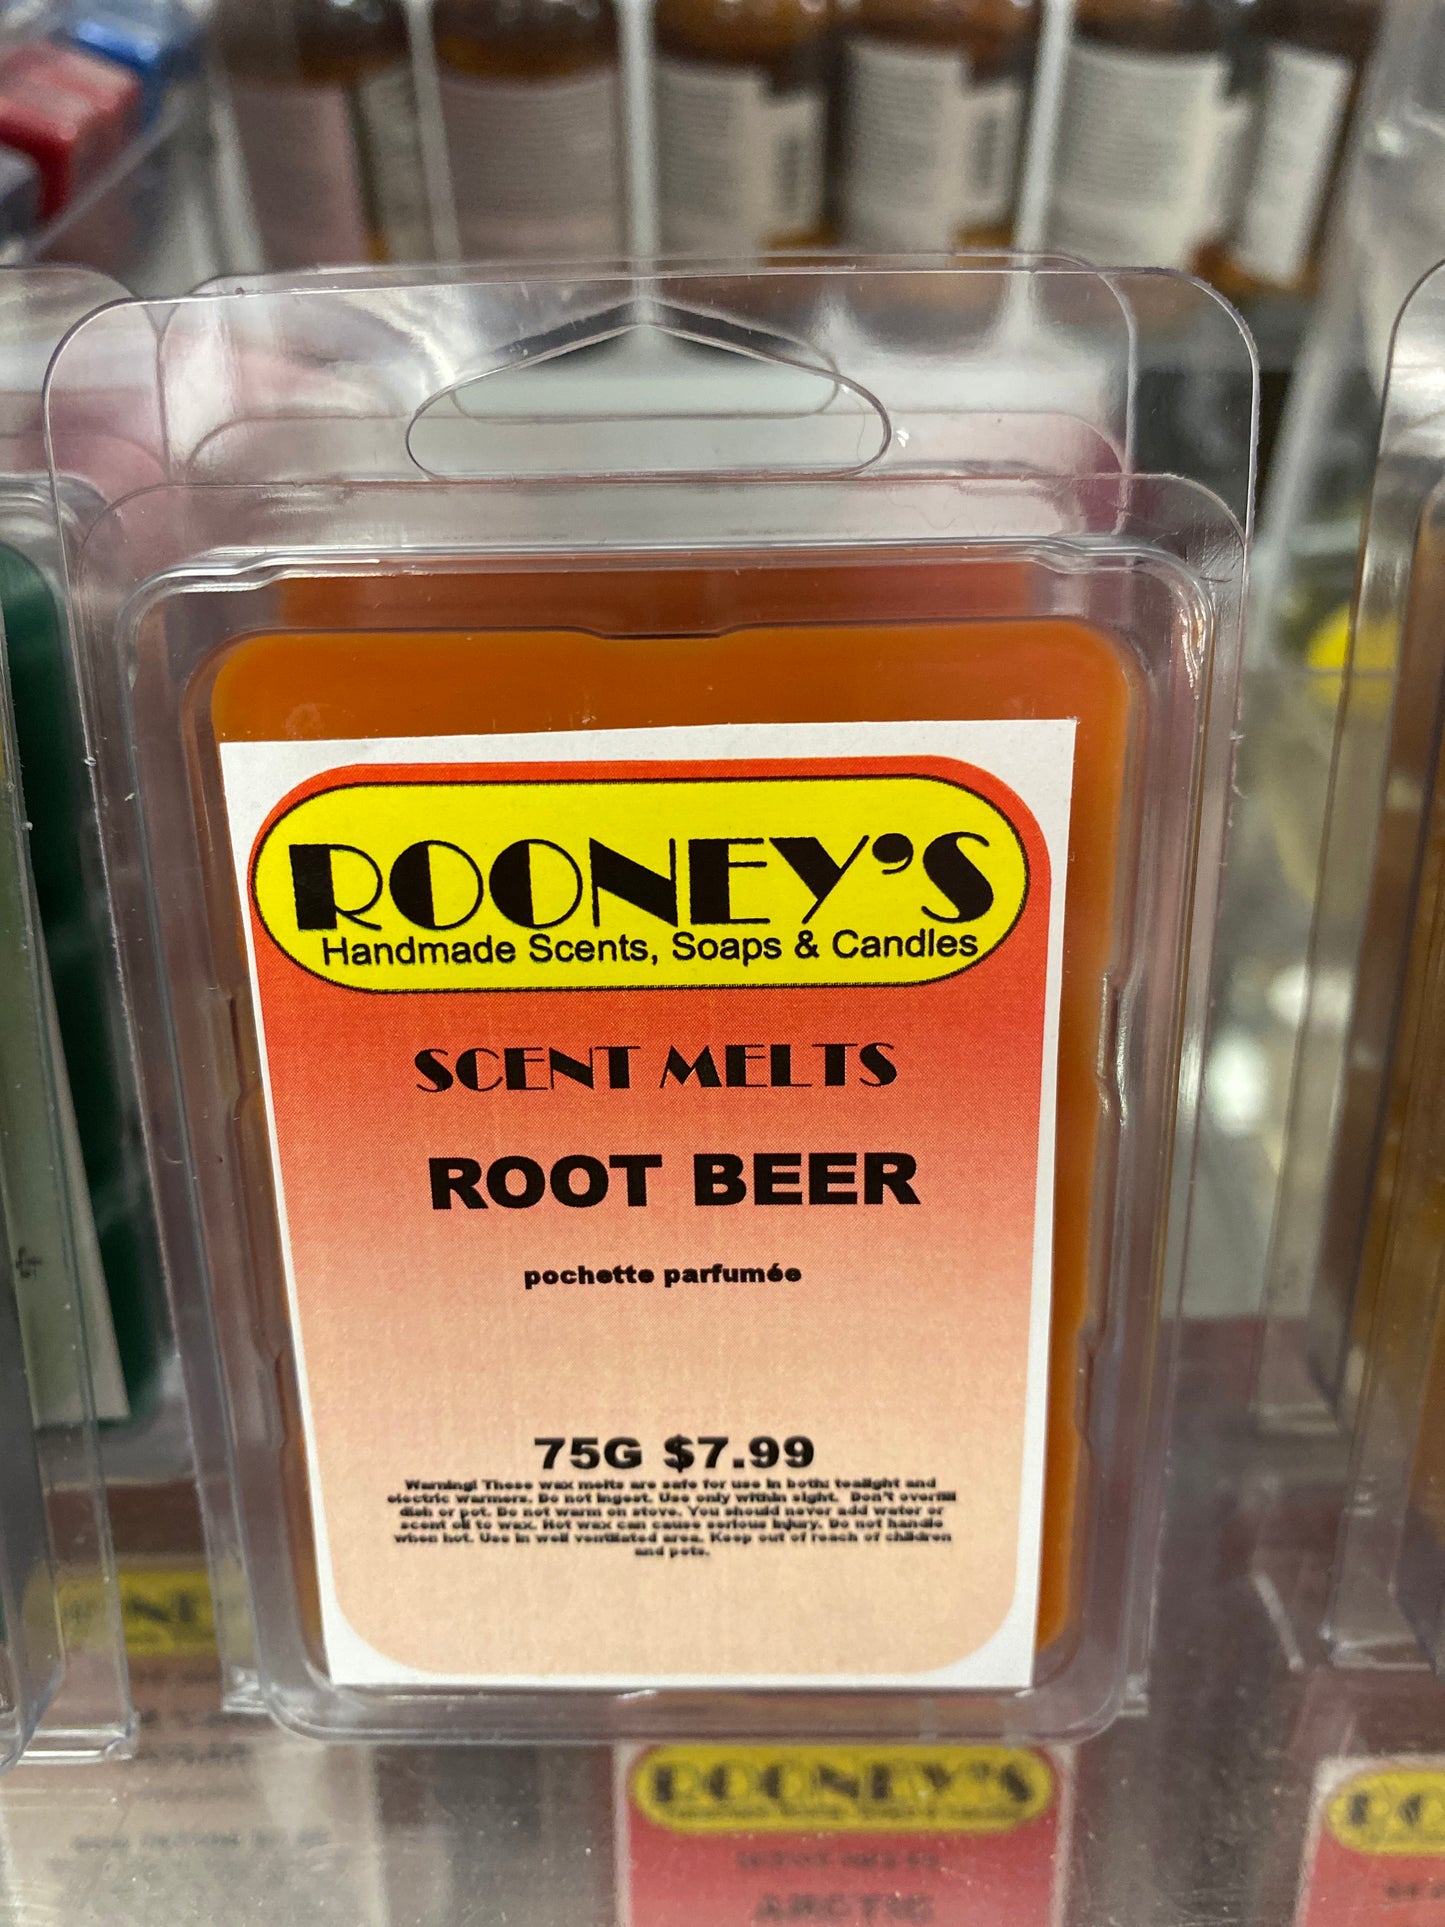 ROONEY'S
Handmade Scents, Soaps & Candles
SCENT MELTS
ROOT BEER
pochette parfumée
75G $7.99
Warning! These wax melts are safe for use in both: tealight and
electric warmers. Do not ingest. Use only within sight. Don't overfill
dish or pot. Do not warm on stove. You should never add water or
scent oil to wax. Hot wax can cause serious injury. Do not handle
when hot. Use in well ventilated area. Keep out of reach of children
and pets.
ROONEY'S
SCENT MELTS
ARCTIC